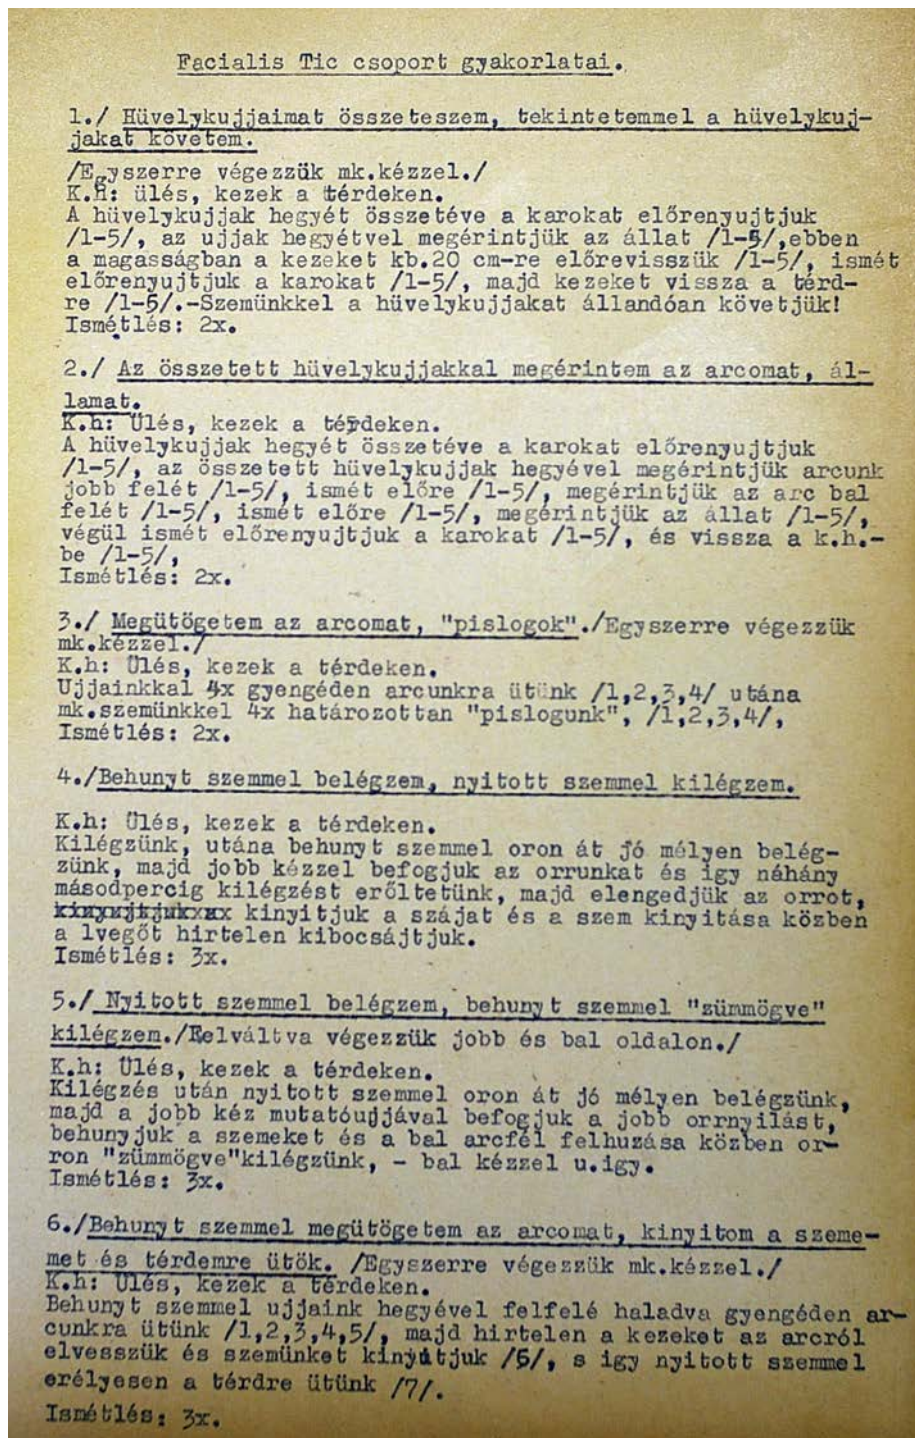 Facialis Tic csoport gyakorlatai.
1./ Hüvelykujjaimat összeteszem, tekintetemmel a hüvelykuj-
jakat követem.
/Egyszerre végezzük mk.kézzel./
K.H: ülés, kezek a térdeken.
A hüvelykujjak hegyét összetéve a karokat előrenyujtjuk
/1-5/, az ujjak hegyétvel megérintjük az állat /1-5/,ebben
a magasságban a kezeket kb.20 cm-re előrevisszük /1-5/, ismét
előrenyujtjuk a karokat /1-5/, majd kezeket vissza a térd-
re /1-5/.-Szemünkkel a hüvelykujjakat állandóan követjük!
Ismétlés: 2x.
2./ Az összetett hüvelykujjakkal megérintem az arcomat, ál-
lamat.
K.h: Ülés, kezek a térdeken.
A hüvelykujjak hegyét összetéve a karokat előrenyujtjuk
/1-5/, az összetett hüvelykujjak hegyével megérintjük arcunk
jobb felét /1-5/, ismét előre /1-5/, megérintjük az arc bal
felét /1-5/, ismét előre /1-5/, megérintjük az állat /1-5/,
végül ismét előrenyujtjuk a karokat /1-5/, és vissza a k.h.-
be /1-5/,
Ismétlés: 2x.
3./ Megütögetem az arcomat, "pislogok"./Egyszerre végezzük
mk.kézzel./
K.h: Ülés, kezek a térdeken.
Ujjainkkal 4x gyengéden arcunkra ütünk /1,2,3,4/ utána
mk.szemünkkel 4x határozottan "pislogunk", /1,2,3,4/,
Ismétlés: 2x.
4./Behunyt szemmel belégzem, nyitott szemmel kilégzem.
K.h: Ülés, kezek a térdeken.
Kilégzünk, utána behunyt szemmel oron át jó mélyen belég-
zünk, majd jobb kézzel befogjuk az orrunkat és igy náhány
másodpercig kilégzést erőltetünk, majd elengedjük az orrot,
kinyitjuk a szájat és a szem kinyitása közben
a lvegőt hirtelen kibocsájtjuk.
Ismétlés: 3x.
5./ Nyitott szemmel belégzem, behunyt szemmel "zümmögve"
kilégzem./Felváltva végezzük jobb és bal oldalon./
K.h: Ülés, kezek a térdeken.
Kilégzés után nyitott szemmel oron át jó mélyen belégzünk,
majd a jobb kéz mutatóujjával befogjuk a jobb orrnyilást,
behunyjuk a szemeket és a bal arcfél felhuzása közben or-
ron "zümmögve"kilégzünk, - bal kézzel u.igy.
Ismétlés: 3x.
6./Behunyt szemmel megütögetem az arcomat, kinyitom a szeme-
met és térdemre ütök. /Egyszerre végezzük mk.kézzel./
K.h: Ülés, kezek a térdeken.
Behunyt szemmel ujjaink hegyével felfelé haladva gyengéden ar-
cunkra ütünk /1,2,3,4,5/, majd hirtelen a kezeket az arcról
elvesszük és szemünket kinyitjuk /6/, s igy nyitott szemmel
erélyesen a térdre ütünk /7/.
Ismétlés: 3x.